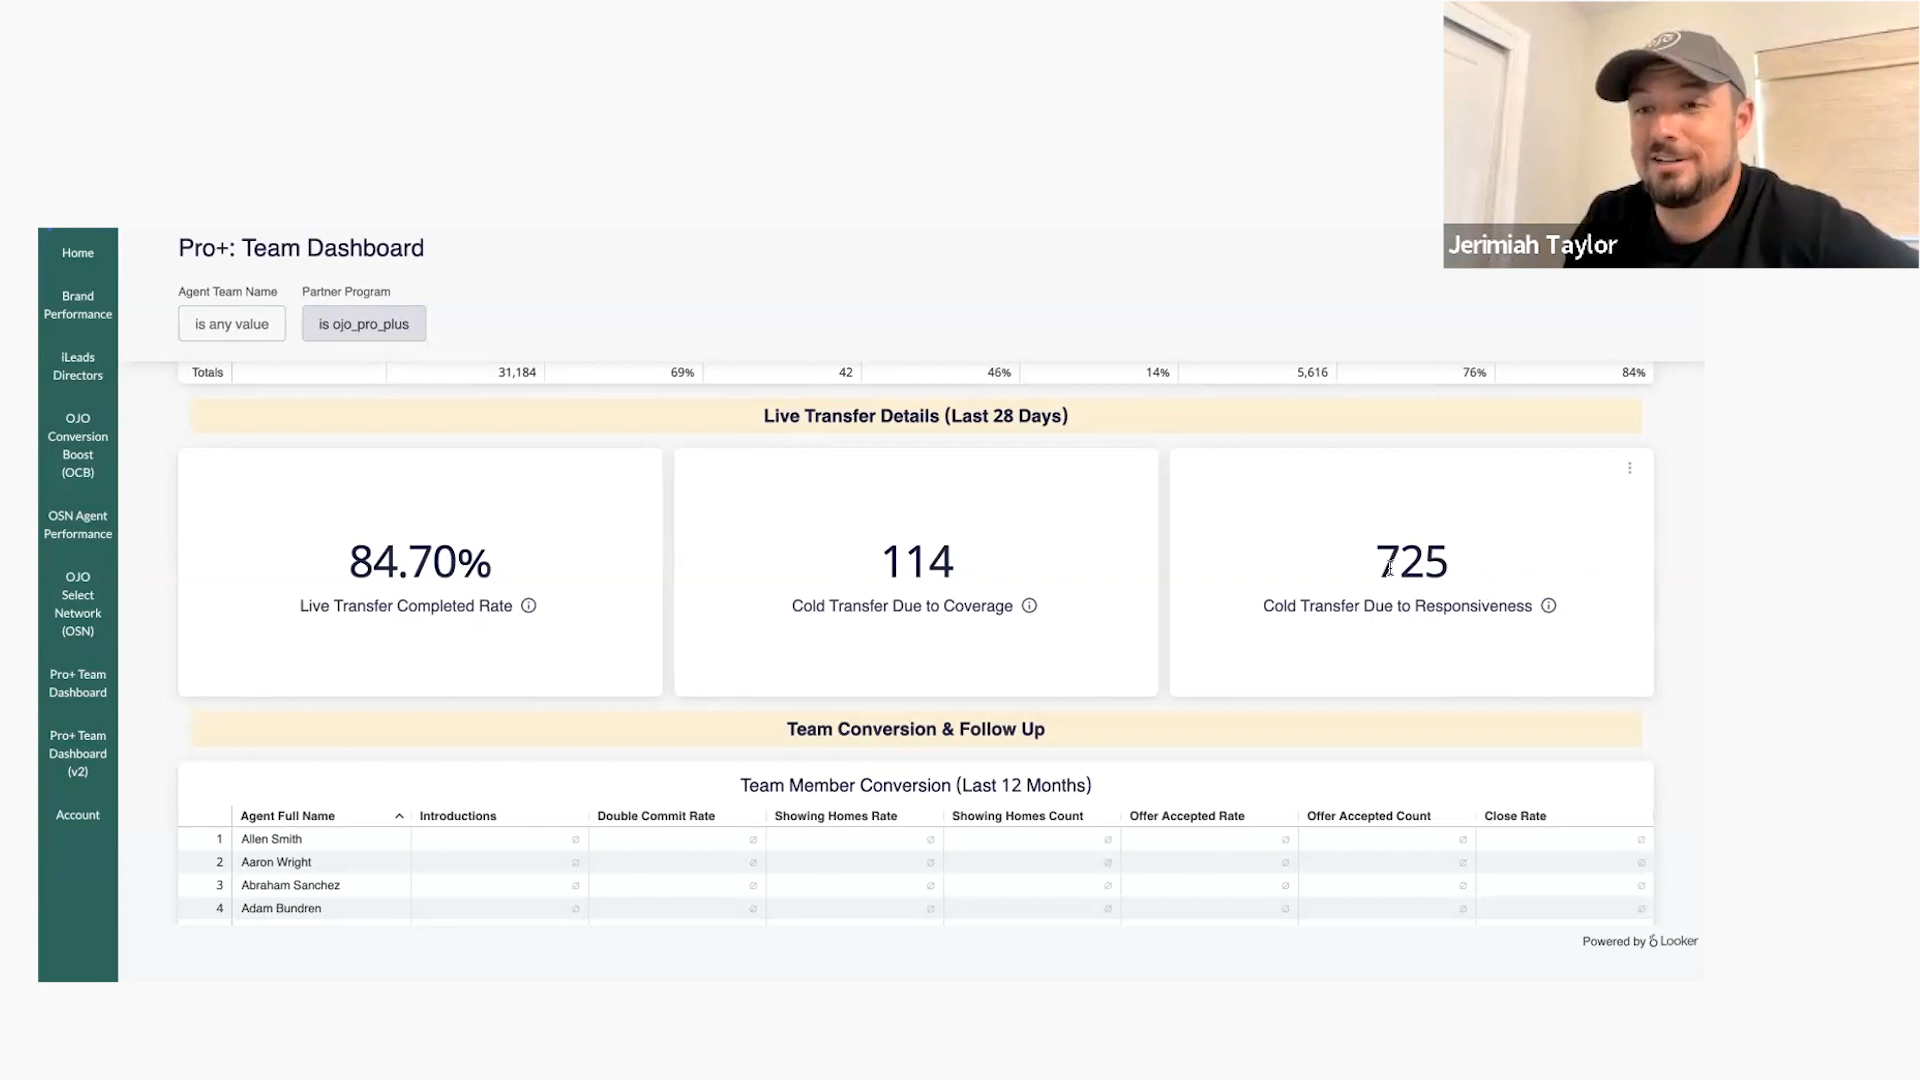 OJO
Jerimiah Taylor
Home
Brand
Performance
iLeads
Directors
OJO
Conversion
Boost
(OCB)
OSN Agent
Performance
OJO
Select
Network
(OSN)
Pro+ Team
Dashboard
Pro+ Team
Dashboard
(v2)
Account
Pro+: Team Dashboard
Agent Team Name Partner Program
is any value is ojo_pro_plus
Totals 31,184 69% 42 46% 14% 5,616 76% 84%
Live Transfer Details (Last 28 Days)
84.70% 114 725
Live Transfer Completed Rate Cold Transfer Due to Coverage Cold Transfer Due to Responsiveness
Team Conversion & Follow Up
Team Member Conversion (Last 12 Months)
Agent Full Name Introductions Double Commit Rate Showing Homes Rate Showing Homes Count Offer Accepted Rate Offer Accepted Count Close Rate
1 Allen Smith ∅ ∅ ∅ ∅ ∅ ∅ ∅
2 Aaron Wright ∅ ∅ ∅ ∅ ∅ ∅ ∅
3 Abraham Sanchez ∅ ∅ ∅ ∅ ∅ ∅ ∅
4 Adam Bundren ∅ ∅ ∅ ∅ ∅ ∅ ∅
Powered by Looker